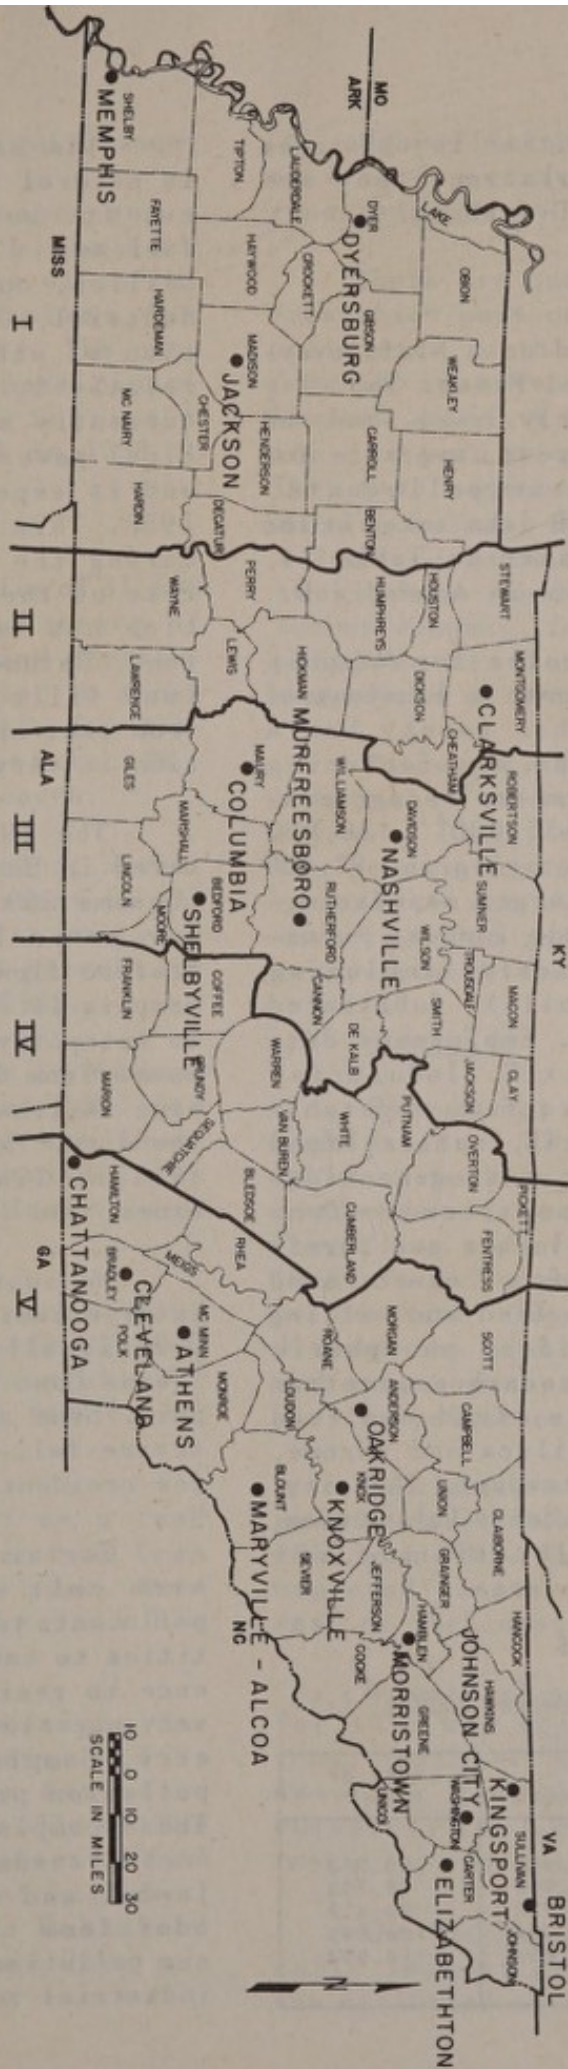 MO
ARK
KY
VA
NC
GA
ALA
MISS
I
II
III
IV
V
LAKE
OBION
WEAKLEY
HENRY
DYER
DYERSBURG
GIBSON
CARROLL
BENTON
LAUDERDALE
CROCKETT
TIPTON
HAYWOOD
MADISON
JACKSON
HENDERSON
DECATUR
CHESTER
SHELBY
MEMPHIS
FAYETTE
HARDEMAN
MC NAIRY
HARDIN
STEWART
MONTGOMERY
CLARKSVILLE
HOUSTON
HUMPHREYS
DICKSON
CHEATHAM
PERRY
HICKMAN
LEWIS
WAYNE
LAWRENCE
ROBERTSON
SUMNER
DAVIDSON
NASHVILLE
WILSON
TROUSDALE
MACON
SMITH
WILLIAMSON
RUTHERFORD
MURFREESBORO
CANNON
MAURY
COLUMBIA
MARSHALL
BEDFORD
SHELBYVILLE
GILES
LINCOLN
MOORE
CLAY
JACKSON
DE KALB
PUTNAM
OVERTON
PICKETT
FENTRESS
WHITE
CUMBERLAND
WARREN
VAN BUREN
BLEDSOE
COFFEE
GRUNDY
SEQUATCHIE
FRANKLIN
MARION
HAMILTON
CHATTANOOGA
RHEA
MEIGS
BRADLEY
CLEVELAND
POLK
MC MINN
ATHENS
MONROE
ROANE
LOUDON
MORGAN
SCOTT
ANDERSON
OAKRIDGE
CAMPBELL
CLAIBORNE
UNION
KNOX
KNOXVILLE
BLOUNT
MARYVILLE - ALCOA
SEVIER
JEFFERSON
GRAINGER
HAMBLEN
MORRISTOWN
COCKE
HANCOCK
HAWKINS
GREENE
JOHNSON CITY
WASHINGTON
UNICOI
KINGSPORT
SULLIVAN
BRISTOL
CARTER
ELIZABETHTON
JOHNSON
N
10 0 10 20 30
SCALE IN MILES